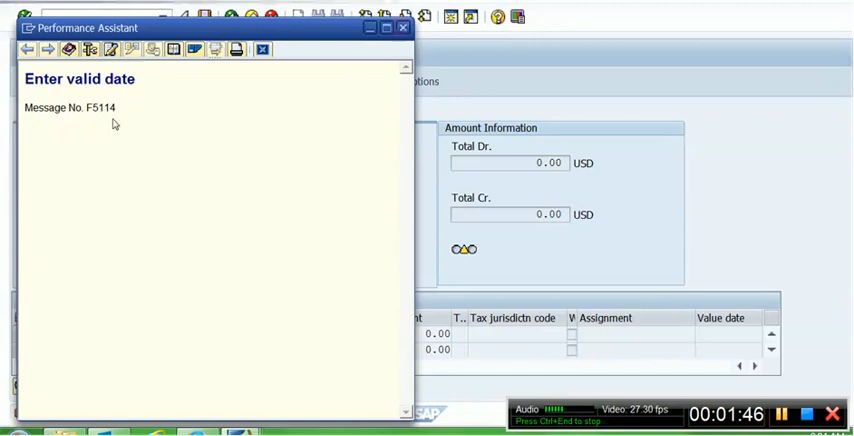 Performance Assistant
Enter valid date
Message No. F5114
Amount Information
Total Dr.
0.00 USD
Total Cr.
0.00 USD
T.. Tax jurisdictn code W Assignment Value date
0.00
0.00
SAP
Audio Video: 27.30 fps
Press Ctrl+End to stop
00:01:46